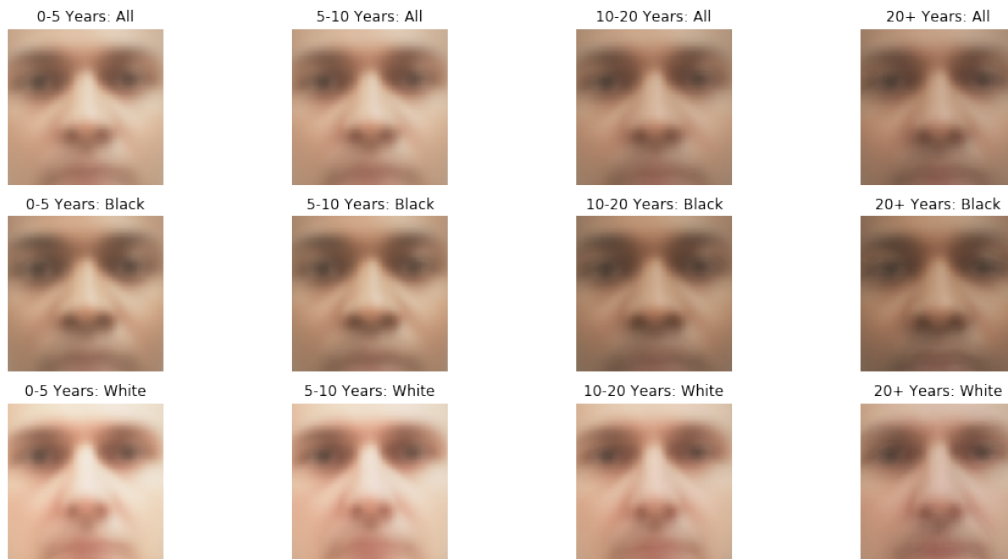 0-5 Years: All
5-10 Years: All
10-20 Years: All
20+ Years: All
0-5 Years: Black
5-10 Years: Black
10-20 Years: Black
20+ Years: Black
0-5 Years: White
5-10 Years: White
10-20 Years: White
20+ Years: White